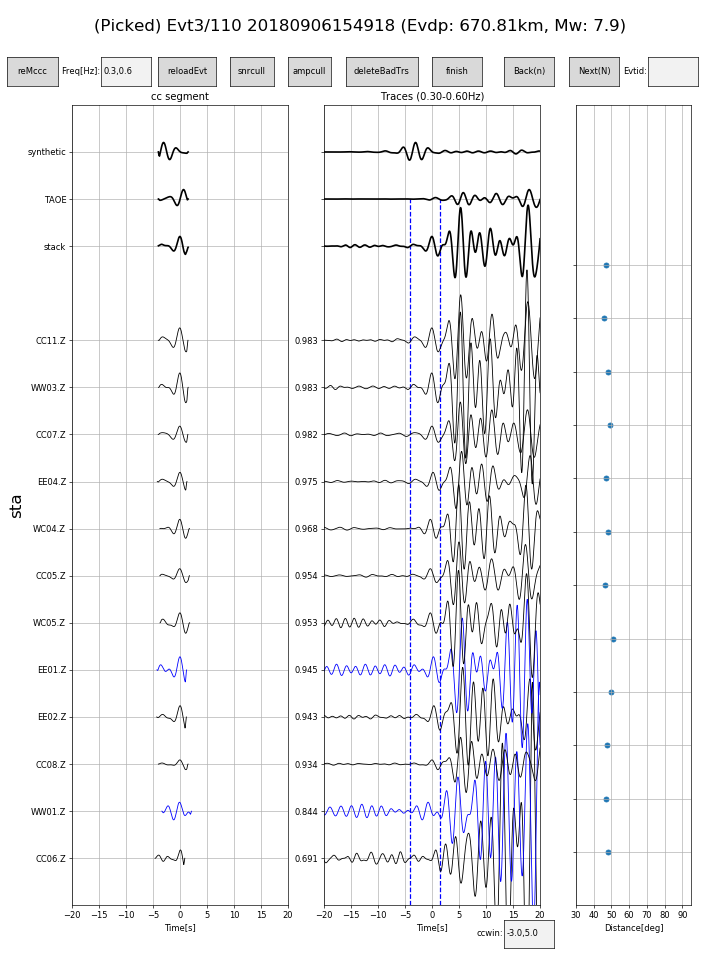 (Picked) Evt3/110 20180906154918 (Evdp: 670.81km, Mw: 7.9)
reMccc Freq[Hz]: 0.3,0.6 reloadEvt snrcull ampcull deleteBadTrs finish Back(n) Next(N) Evtid:
cc segment Traces (0.30-0.60Hz)
synthetic
TAOE
stack
CC11.Z 0.983
WW03.Z 0.983
CC07.Z 0.982
EE04.Z 0.975
WC04.Z 0.968
CC05.Z 0.954
WC05.Z 0.953
EE01.Z 0.945
EE02.Z 0.943
CC08.Z 0.934
WW01.Z 0.844
CC06.Z 0.691
sta
−20 −15 −10 −5 0 5 10 15 20 −20 −15 −10 −5 0 5 10 15 20 30 40 50 60 70 80 90
Time[s] Time[s] Distance[deg]
ccwin: -3.0,5.0